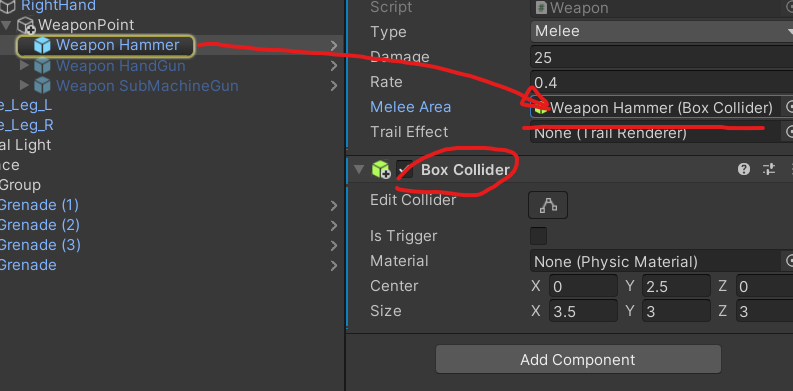 RightHand
WeaponPoint
Weapon Hammer
Weapon HandGun
Weapon SubMachineGun
e_Leg_L
e_Leg_R
al Light
ace
Group
Grenade (1)
Grenade (2)
Grenade (3)
Grenade
Script Weapon
Type Melee
Damage 25
Rate 0.4
Melee Area Weapon Hammer (Box Collider)
Trail Effect None (Trail Renderer)
Box Collider
Edit Collider
Is Trigger
Material None (Physic Material)
Center X 0 Y 2.5 Z 0
Size X 3.5 Y 3 Z 3
Add Component